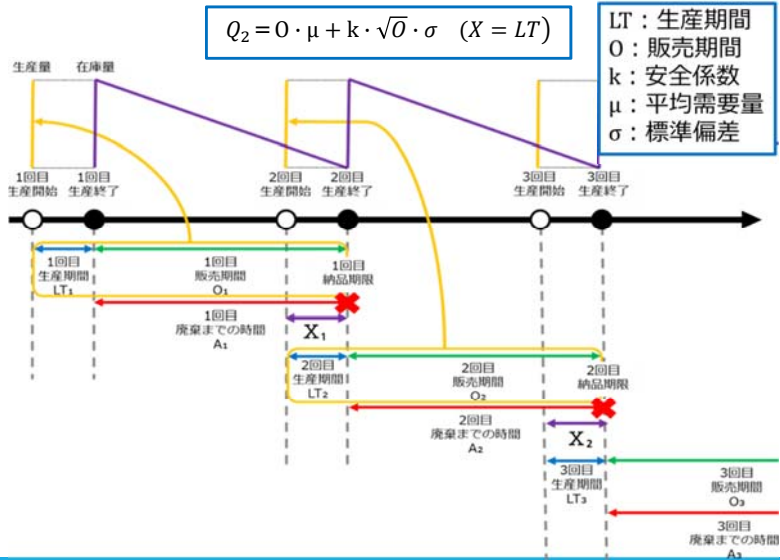 Q₂ = O · μ + k · √O · σ (X = LT)
LT：生産期間
O：販売期間
k：安全係数
μ：平均需要量
σ：標準偏差
生産量 在庫量
1回目 1回目 2回目 2回目 3回目 3回目
生産開始 生産終了 生産開始 生産終了 生産開始 生産終了
1回目
生産期間
LT₁
1回目
販売期間
O₁
1回目
納品期限
1回目
廃棄までの時間
A₁
X₁
2回目
生産期間
LT₂
2回目
販売期間
O₂
2回目
納品期限
2回目
廃棄までの時間
A₂
X₂
3回目
生産期間
LT₃
3回目
販売期間
O₃
3回目
廃棄までの時間
A₃